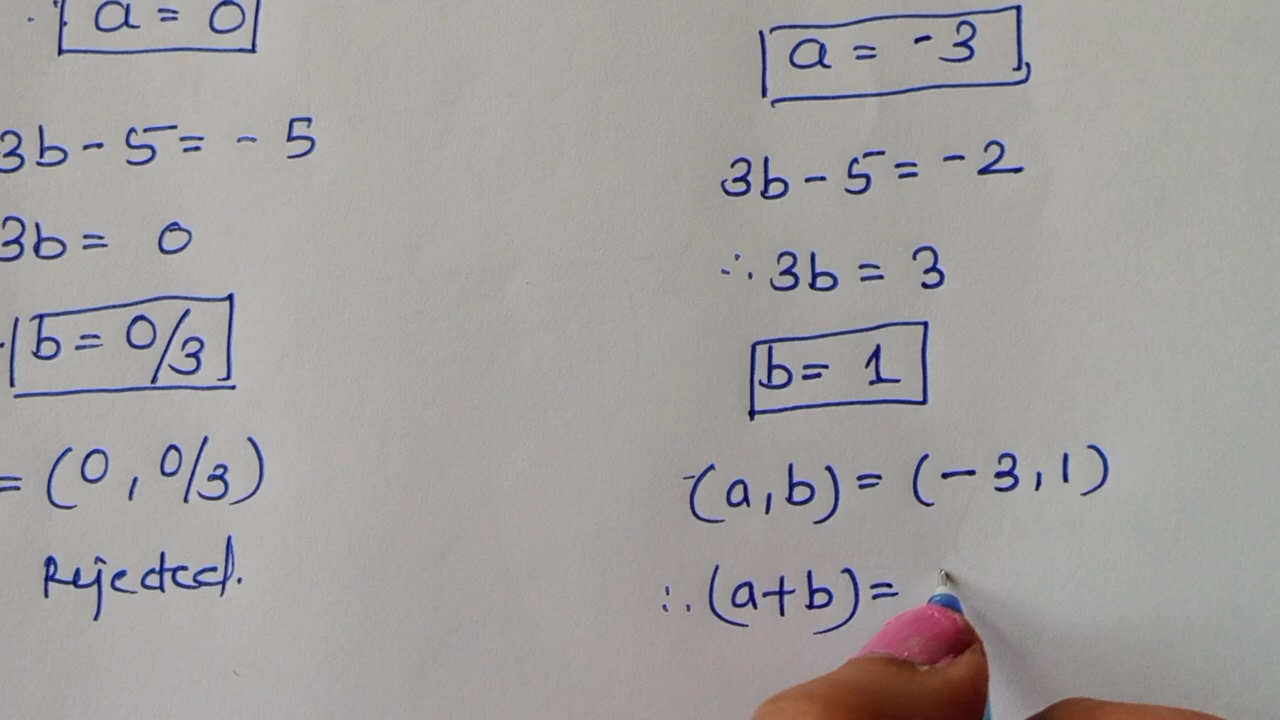 ∴ a = 0
3b - 5 = - 5
3b = 0
b = 0/3
= (0, 0/3)
Rejected.
a = -3,
3b - 5 = -2
∴ 3b = 3
b = 1
(a, b) = (-3, 1)
∴ (a+b) =